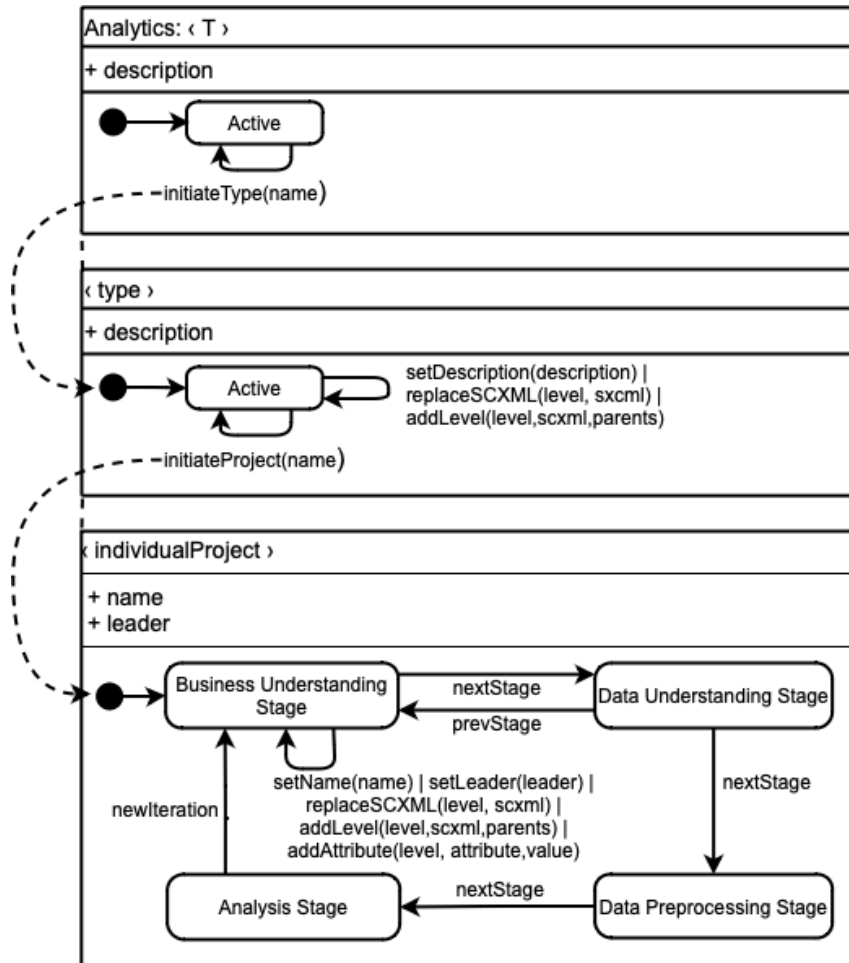 Analytics: ‹ T ›
+ description
Active
initiateType(name)
‹ type ›
+ description
Active
setDescription(description) |
replaceSCXML(level, sxcml) |
addLevel(level,scxml,parents)
initiateProject(name)
‹ individualProject ›
+ name
+ leader
Business Understanding
Stage
nextStage
prevStage
Data Understanding Stage
setName(name) | setLeader(leader) |
replaceSCXML(level, scxml) |
addLevel(level,scxml,parents) |
addAttribute(level, attribute,value)
newIteration
nextStage
Analysis Stage
nextStage
Data Preprocessing Stage